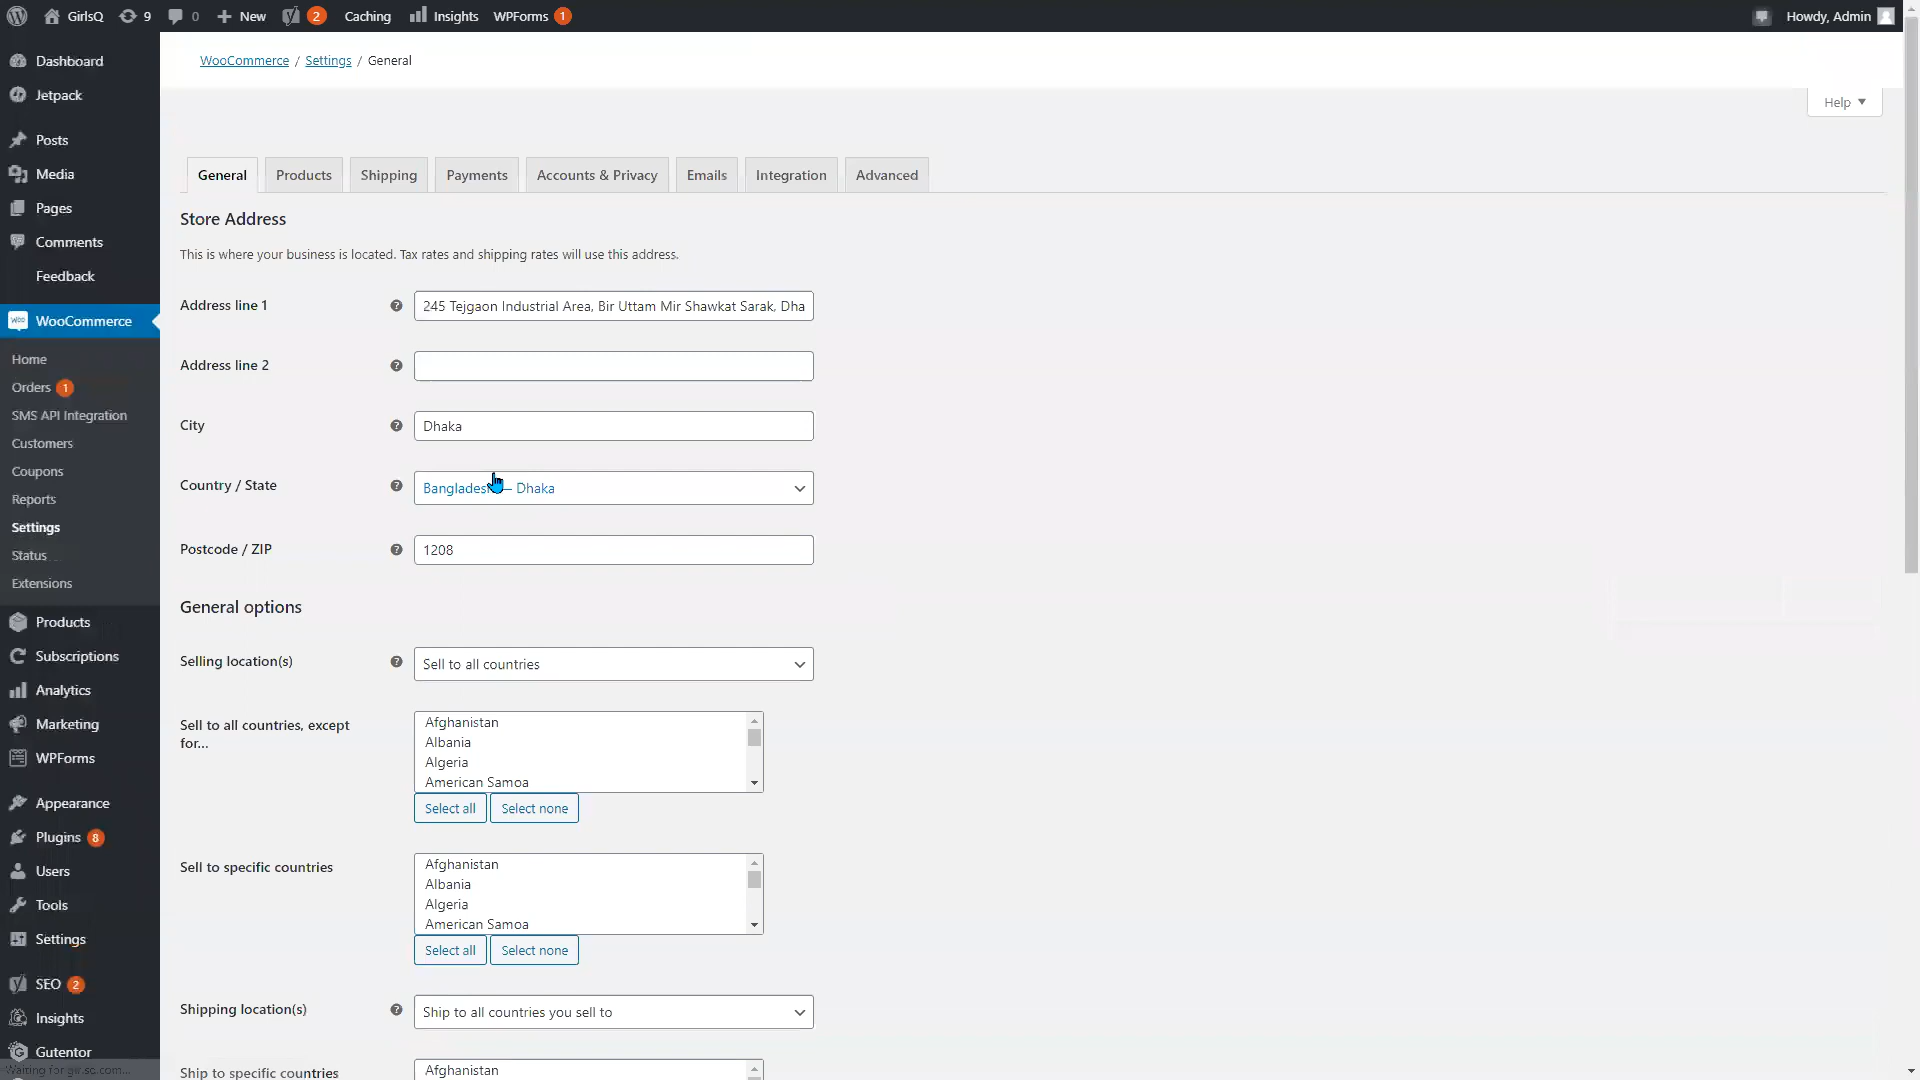 GirlsQ 9 0 New 2 Caching Insights WPForms 1 Howdy, Admin
Dashboard
Jetpack
Posts
Media
Pages
Comments
Feedback
Woo WooCommerce
Home
Orders 1
SMS API Integration
Customers
Coupons
Reports
Settings
Status
Extensions
Products
Subscriptions
Analytics
Marketing
WPForms
Appearance
Plugins 8
Users
Tools
Settings
SEO 2
Insights
Gutentor
WooCommerce / Settings / General
Help
General Products Shipping Payments Accounts & Privacy Emails Integration Advanced
Store Address
This is where your business is located. Tax rates and shipping rates will use this address.
Address line 1 ? 245 Tejgaon Industrial Area, Bir Uttam Mir Shawkat Sarak, Dha
Address line 2 ?
City ? Dhaka
Country / State ? Bangladesh — Dhaka
Postcode / ZIP ? 1208
General options
Selling location(s) ? Sell to all countries
Sell to all countries, except
for...
Afghanistan
Albania
Algeria
American Samoa
Select all Select none
Sell to specific countries
Afghanistan
Albania
Algeria
American Samoa
Select all Select none
Shipping location(s) ? Ship to all countries you sell to
Ship to specific countries
Afghanistan